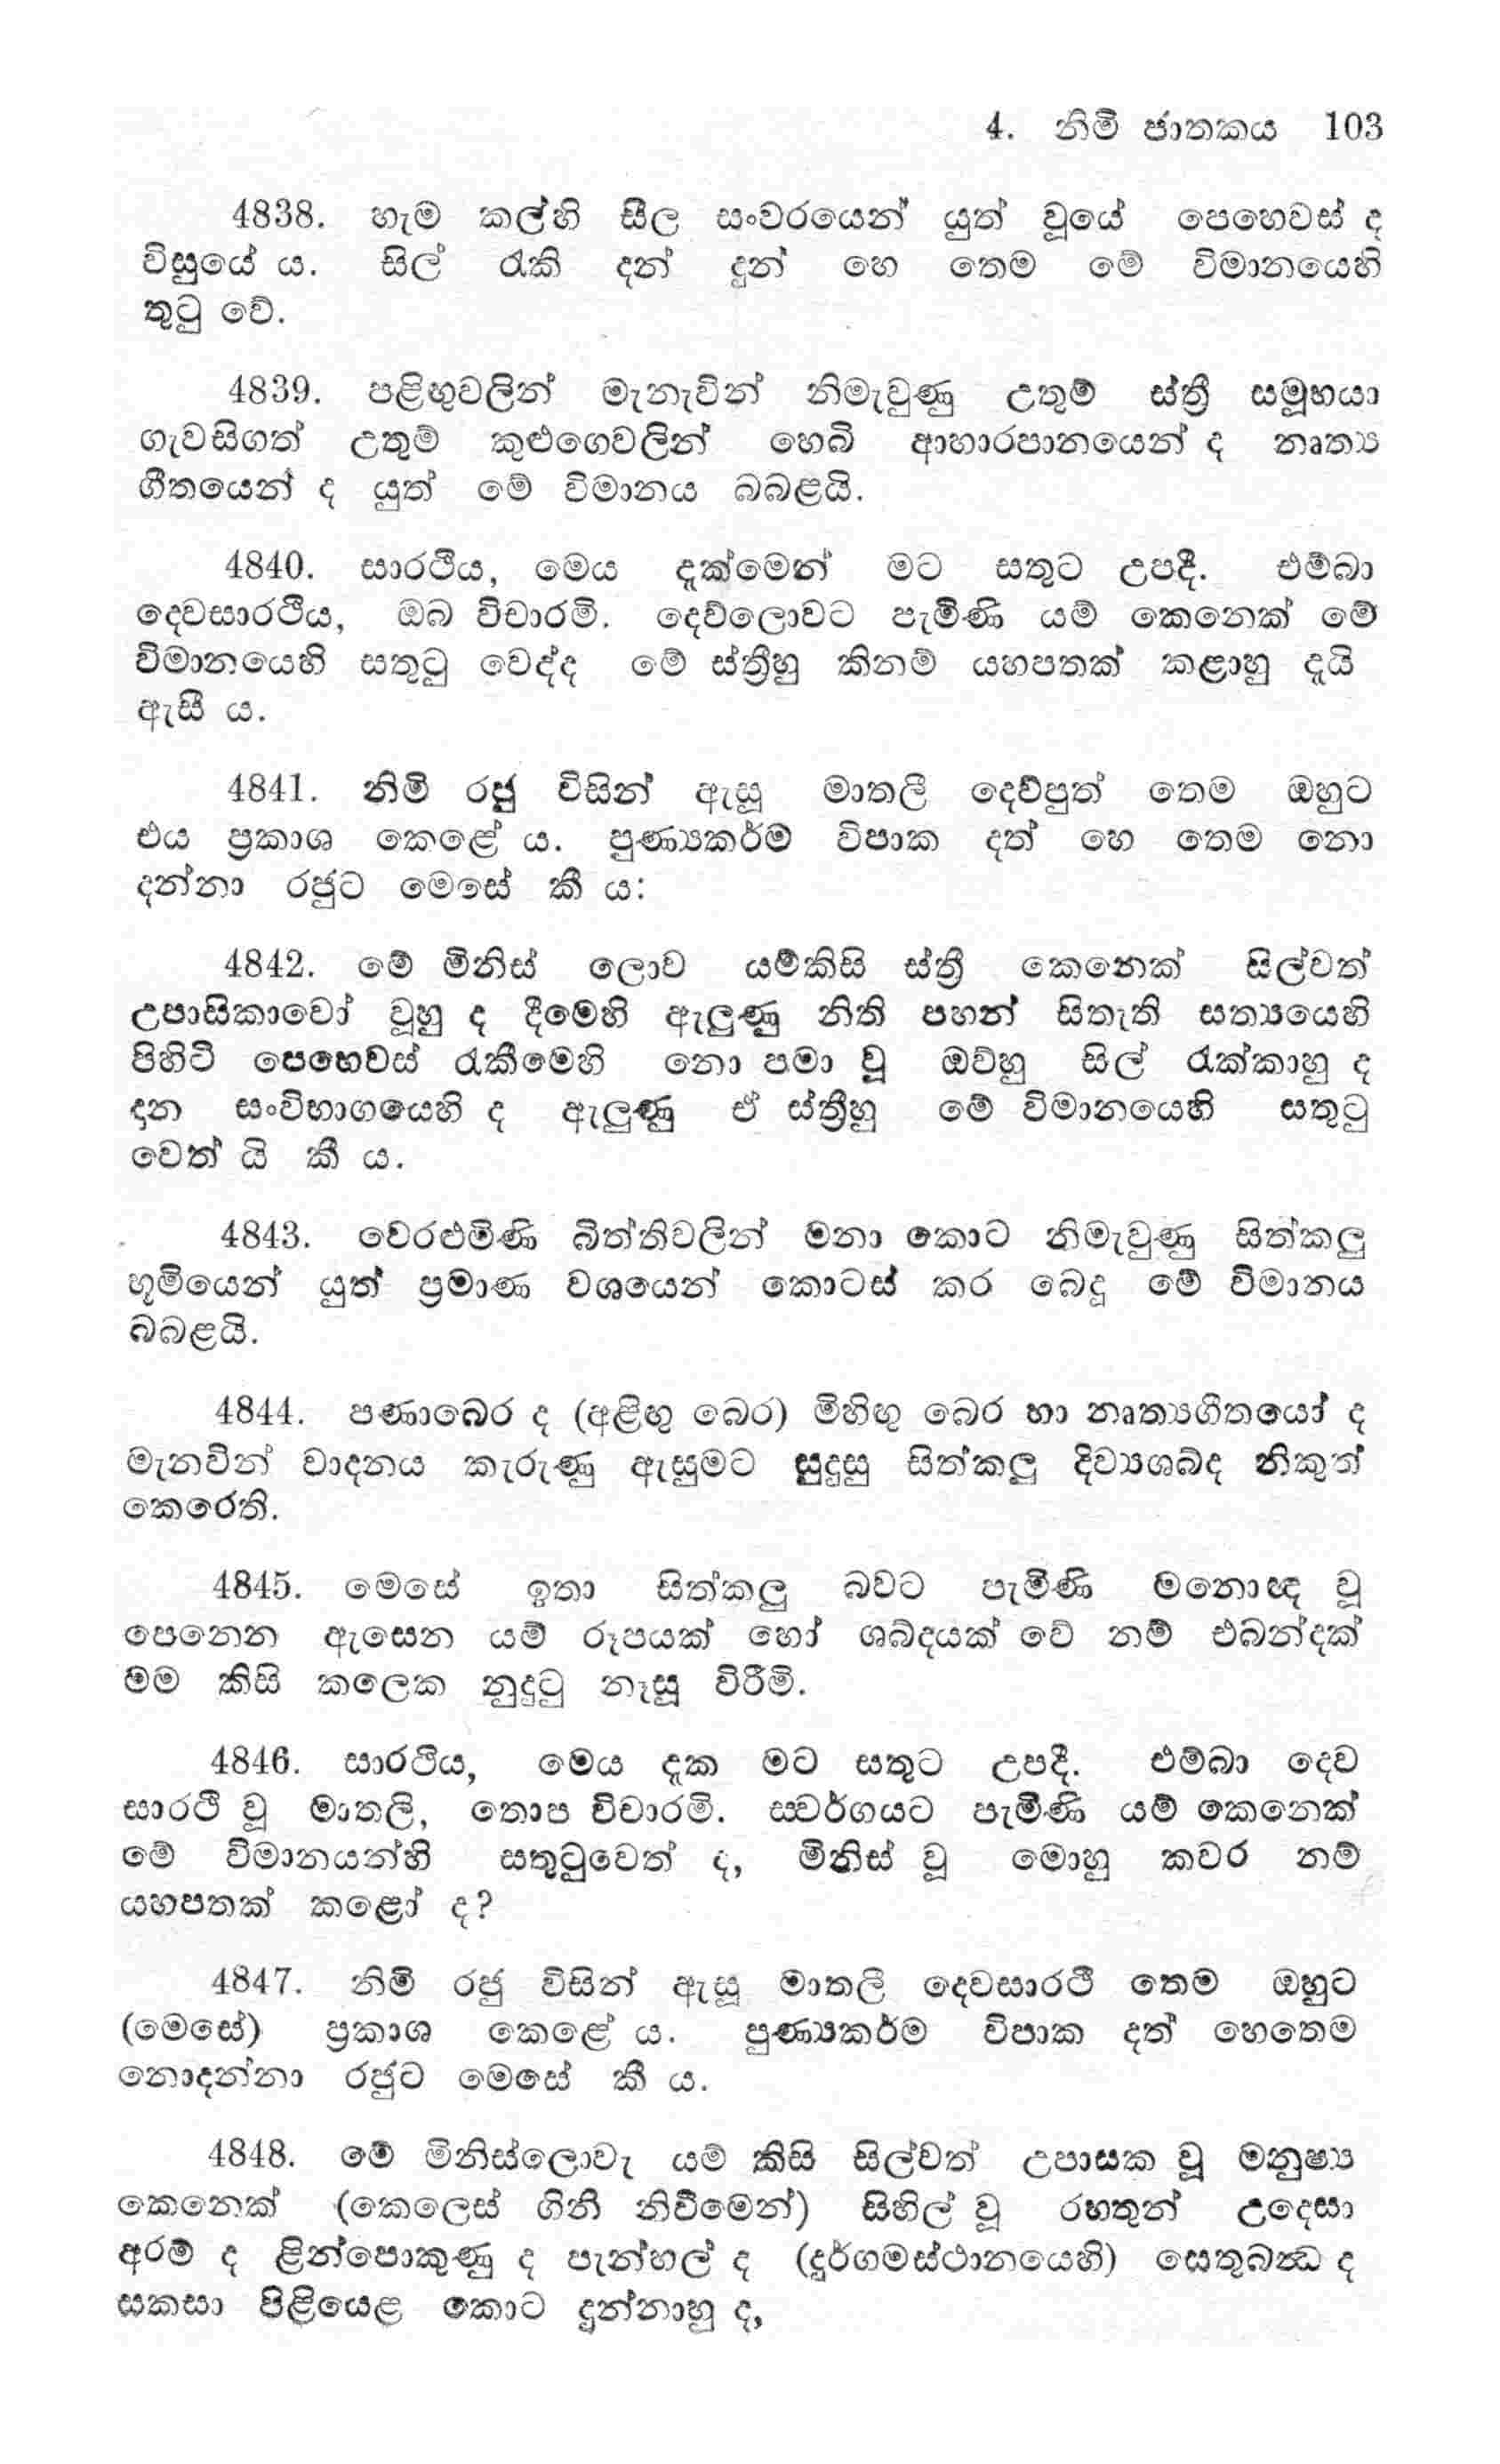 4. නිමි ජාතකය 103
4838. හැම කල්හි සීල සංවරයෙන් යුත් වූයේ පෙහෙවස් ද
විසුයේ ය. සිල් රැකි දන් දුන් හෙ තෙම මේ විමානයෙහි
තුටු වේ.
4839. පළිඟුවලින් මැනැවින් නිමැවුණු උතුම් ස්ත්‍රී සමූහයා
ගැවසිගත් උතුම් කුළුගෙවලින් හෙබි ආහාරපානයෙන් ද නෘත්‍ය
ගීතයෙන් ද යුත් මේ විමානය බබළයි.
4840. සාරථිය, මෙය දැක්මෙන් මට සතුට උපදී. එම්බා
දෙවසාරථිය, ඔබ විචාරමි. දෙව්ලොවට පැමිණි යම් කෙනෙක් මේ
විමානයෙහි සතුටු වෙද්ද මේ ස්ත්‍රීහු කිනම් යහපතක් කළාහු දැයි
ඇසී ය.
4841. නිමි රජු විසින් ඇසූ මාතලී දෙව්පුත් තෙම ඔහුට
එය ප්‍රකාශ කෙළේ ය. පුණ්‍යකර්ම විපාක දත් හෙ තෙම නො
දන්නා රජුට මෙසේ කී ය:
4842. මේ මිනිස් ලොව යම්කිසි ස්ත්‍රී කෙනෙක් සිල්වත්
උපාසිකාවෝ වූහු ද දීමෙහි ඇලුණු නිති පහන් සිතැති සත්‍යයෙහි
පිහිටි පෙහෙවස් රැකීමෙහි නො පමා වූ ඔව්හු සිල් රැක්කාහු ද
දාන සංවිභාගයෙහි ද ඇලුණු ඒ ස්ත්‍රීහු මේ විමානයෙහි සතුටු
වෙත් යි කී ය.
4843. වෙරළුමිණි බිත්තිවලින් මනා කොට නිමැවුණු සිත්කලු
භූමියෙන් යුත් ප්‍රමාණ වශයෙන් කොටස් කර බෙදූ මේ විමානය
බබළයි.
4844. පණාබෙර ද (අළිඟු බෙර) මිහිඟු බෙර හා නෘත්‍යගීතයෝ ද
මැනවින් වාදනය කැරුණු ඇසුමට සුදුසු සිත්කලු දිව්‍යශබ්ද නිකුත්
කෙරෙති.
4845. මෙසේ ඉතා සිත්කලු බවට පැමිණි මනොඥ වූ
පෙනෙන ඇසෙන යම් රූපයක් හෝ ශබ්දයක් වේ නම් එබන්දක්
මම කිසි කලෙක නුදුටු නෑසූ විරීමි.
4846. සාරථිය, මෙය දැක මට සතුට උපදී. එම්බා දෙව
සාරථි වූ මාතලි, තොප විචාරමි. ස්වර්ගයට පැමිණි යම් කෙනෙක්
මේ විමානයන්හි සතුටුවෙත් ද, මිනිස් වූ මොහු කවර නම්
යහපතක් කළෝ ද?
4847. නිමි රජු විසින් ඇසූ මාතලී දෙවසාරථි තෙම ඔහුට
(මෙසේ) ප්‍රකාශ කෙළේ ය. පුණ්‍යකර්ම විපාක දත් හෙතෙම
නොදන්නා රජුට මෙසේ කී ය.
4848. මේ මිනිස්ලොවැ යම් කිසි සිල්වත් උපාසක වූ මනුෂ්‍ය
කෙනෙක් (කෙලෙස් ගිනි නිවීමෙන්) සිහිල් වූ රහතුන් උදෙසා
අරම් ද ළින්පොකුණු ද පැන්හල් ද (දුර්ගමස්ථානයෙහි) සෙතුබන්‍ධ ද
සකසා පිළියෙළ කොට දුන්නාහු ද,